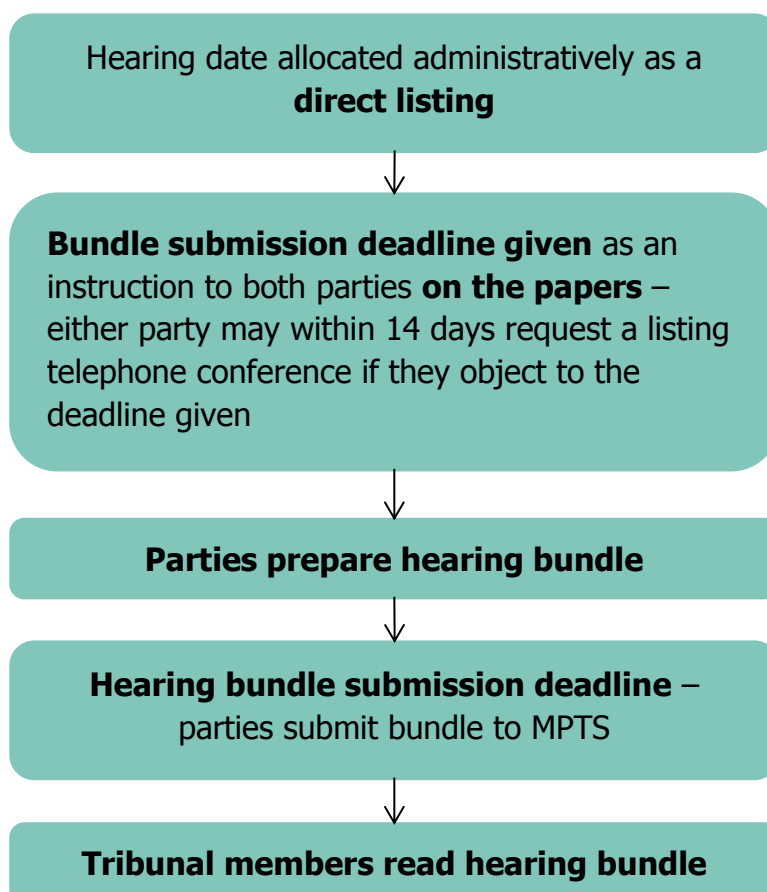 Hearing date allocated administratively as a
direct listing
Bundle submission deadline given as an
instruction to both parties on the papers –
either party may within 14 days request a listing
telephone conference if they object to the
deadline given
Parties prepare hearing bundle
Hearing bundle submission deadline –
parties submit bundle to MPTS
Tribunal members read hearing bundle